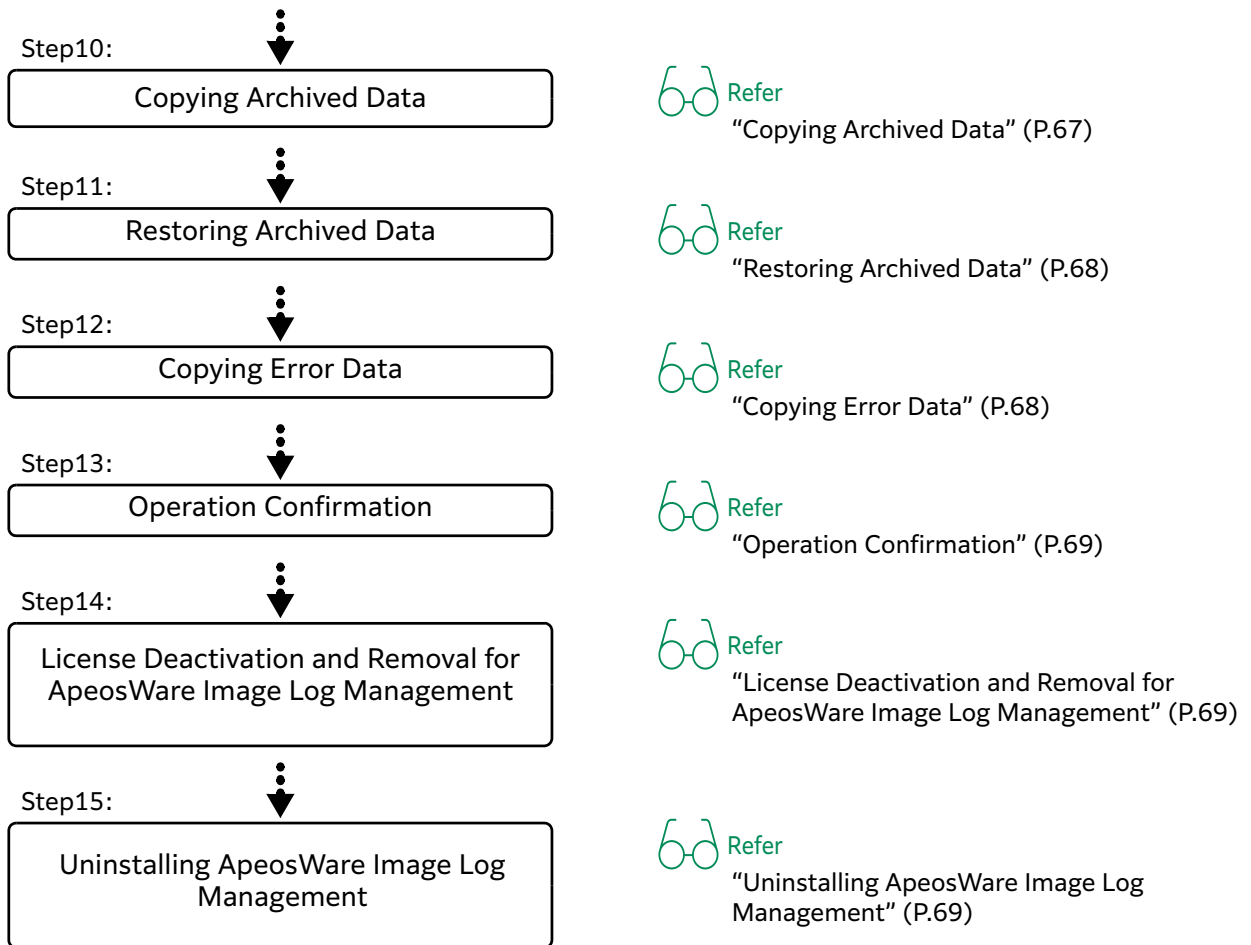 Step10:
Copying Archived Data
Refer
“Copying Archived Data” (P.67)
Step11:
Restoring Archived Data
Refer
“Restoring Archived Data” (P.68)
Step12:
Copying Error Data
Refer
“Copying Error Data” (P.68)
Step13:
Operation Confirmation
Refer
“Operation Confirmation” (P.69)
Step14:
License Deactivation and Removal for
ApeosWare Image Log Management
Refer
“License Deactivation and Removal for
ApeosWare Image Log Management” (P.69)
Step15:
Uninstalling ApeosWare Image Log
Management
Refer
“Uninstalling ApeosWare Image Log
Management” (P.69)